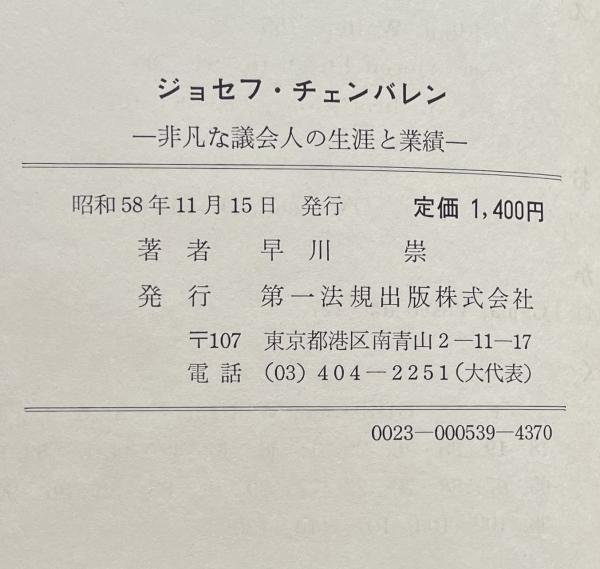 ジョセフ・チェンバレン
―非凡な議会人の生涯と業績―
昭和58年11月15日 発行 定価 1,400円
著者 早川 崇
発行 第一法規出版株式会社
〒107 東京都港区南青山2―11―17
電話 (03) 404―2251(大代表)
0023―000539―4370